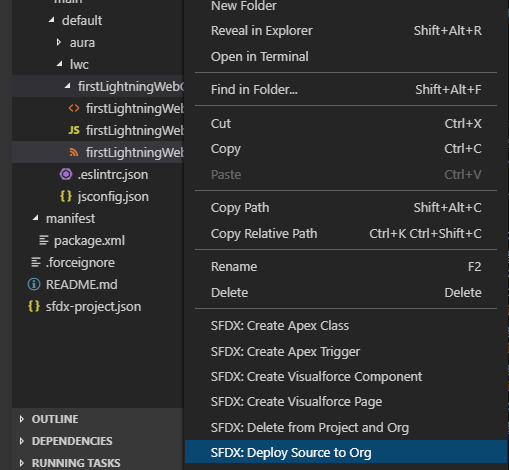 main
default
aura
lwc
firstLightningWebC
firstLightningWeb
JS firstLightningWeb
firstLightningWeb
.eslintrc.json
{} jsconfig.json
manifest
package.xml
.forceignore
README.md
{} sfdx-project.json
OUTLINE
DEPENDENCIES
RUNNING TASKS
New Folder
Reveal in Explorer Shift+Alt+R
Open in Terminal
Find in Folder... Shift+Alt+F
Cut Ctrl+X
Copy Ctrl+C
Paste Ctrl+V
Copy Path Shift+Alt+C
Copy Relative Path Ctrl+K Ctrl+Shift+C
Rename F2
Delete Delete
SFDX: Create Apex Class
SFDX: Create Apex Trigger
SFDX: Create Visualforce Component
SFDX: Create Visualforce Page
SFDX: Delete from Project and Org
SFDX: Deploy Source to Org